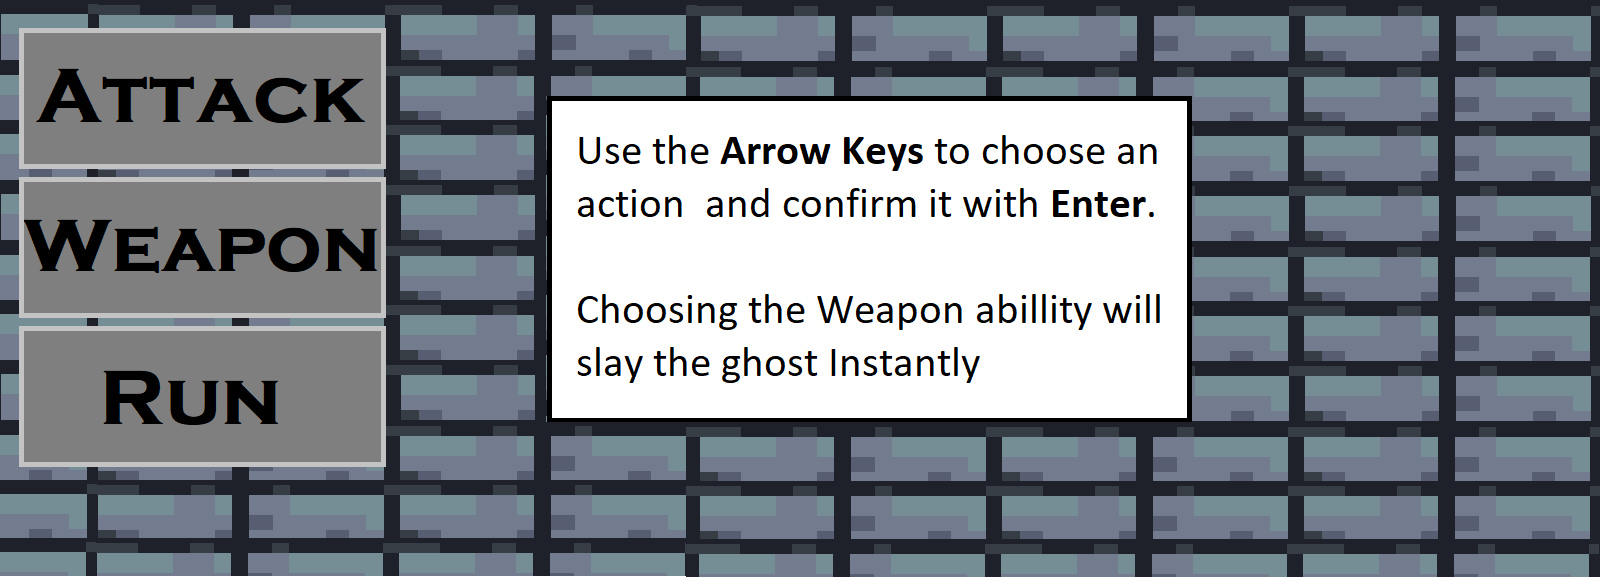 ATTACK
WEAPON
RUN
Use the Arrow Keys to choose an
action  and confirm it with Enter.
Choosing the Weapon abillity will
slay the ghost Instantly